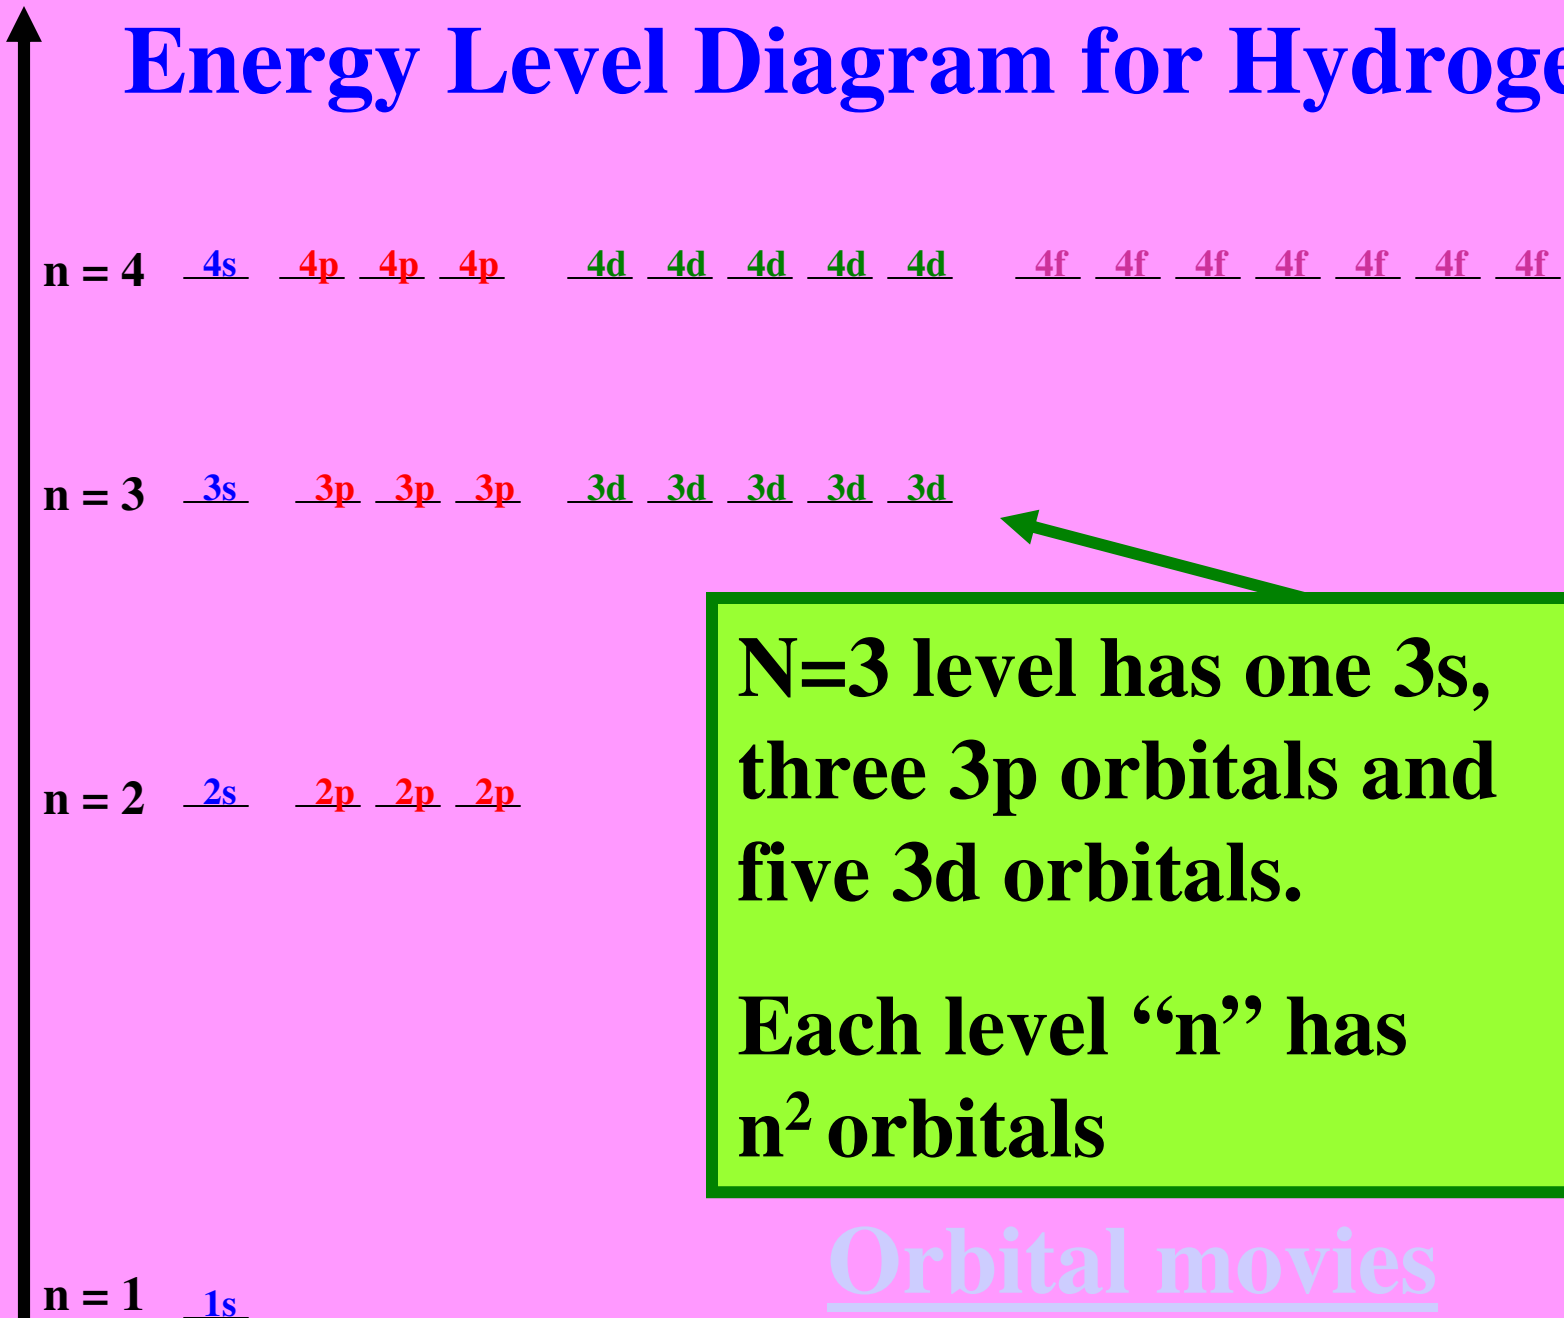 Energy Level Diagram for Hydroge
n = 4 4s 4p 4p 4p 4d 4d 4d 4d 4d 4f 4f 4f 4f 4f 4f 4f
n = 3 3s 3p 3p 3p 3d 3d 3d 3d 3d
N=3 level has one 3s,
three 3p orbitals and
five 3d orbitals.
n = 2 2s 2p 2p 2p
Each level “n” has
n² orbitals
Orbital movies
n = 1 1s